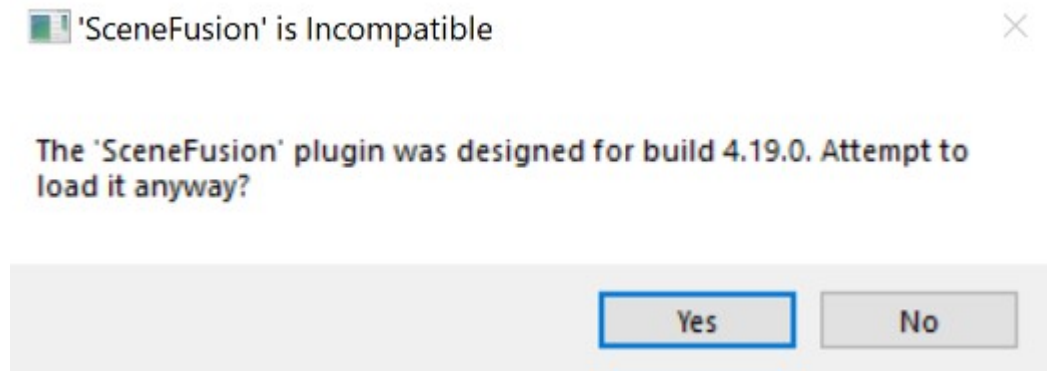 'SceneFusion' is Incompatible
The 'SceneFusion' plugin was designed for build 4.19.0. Attempt to
load it anyway?
Yes
No